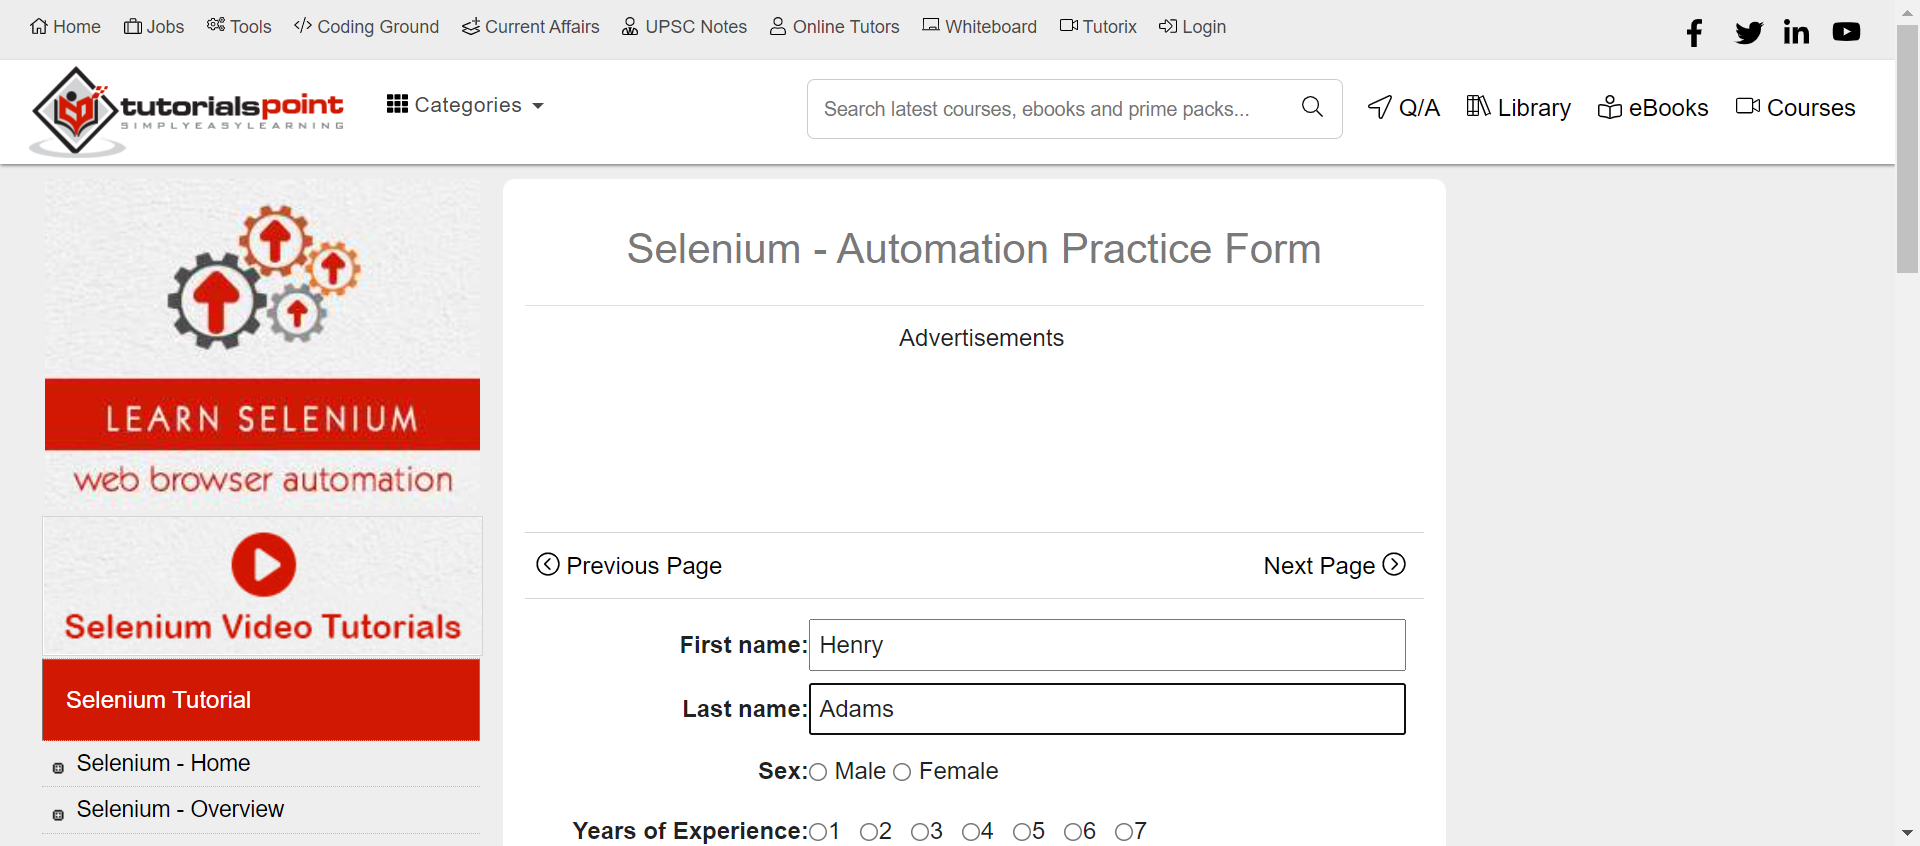 Home Jobs Tools Coding Ground Current Affairs UPSC Notes Online Tutors Whiteboard Tutorix Login
tutorialspoint
SIMPLYEASYLEARNING
Categories
Search latest courses, ebooks and prime packs...
Q/A Library eBooks Courses
LEARN SELENIUM
web browser automation
Selenium Video Tutorials
Selenium Tutorial
Selenium - Home
Selenium - Overview
Selenium - Automation Practice Form
Advertisements
Previous Page Next Page
First name: Henry
Last name: Adams
Sex: Male Female
Years of Experience: 1 2 3 4 5 6 7